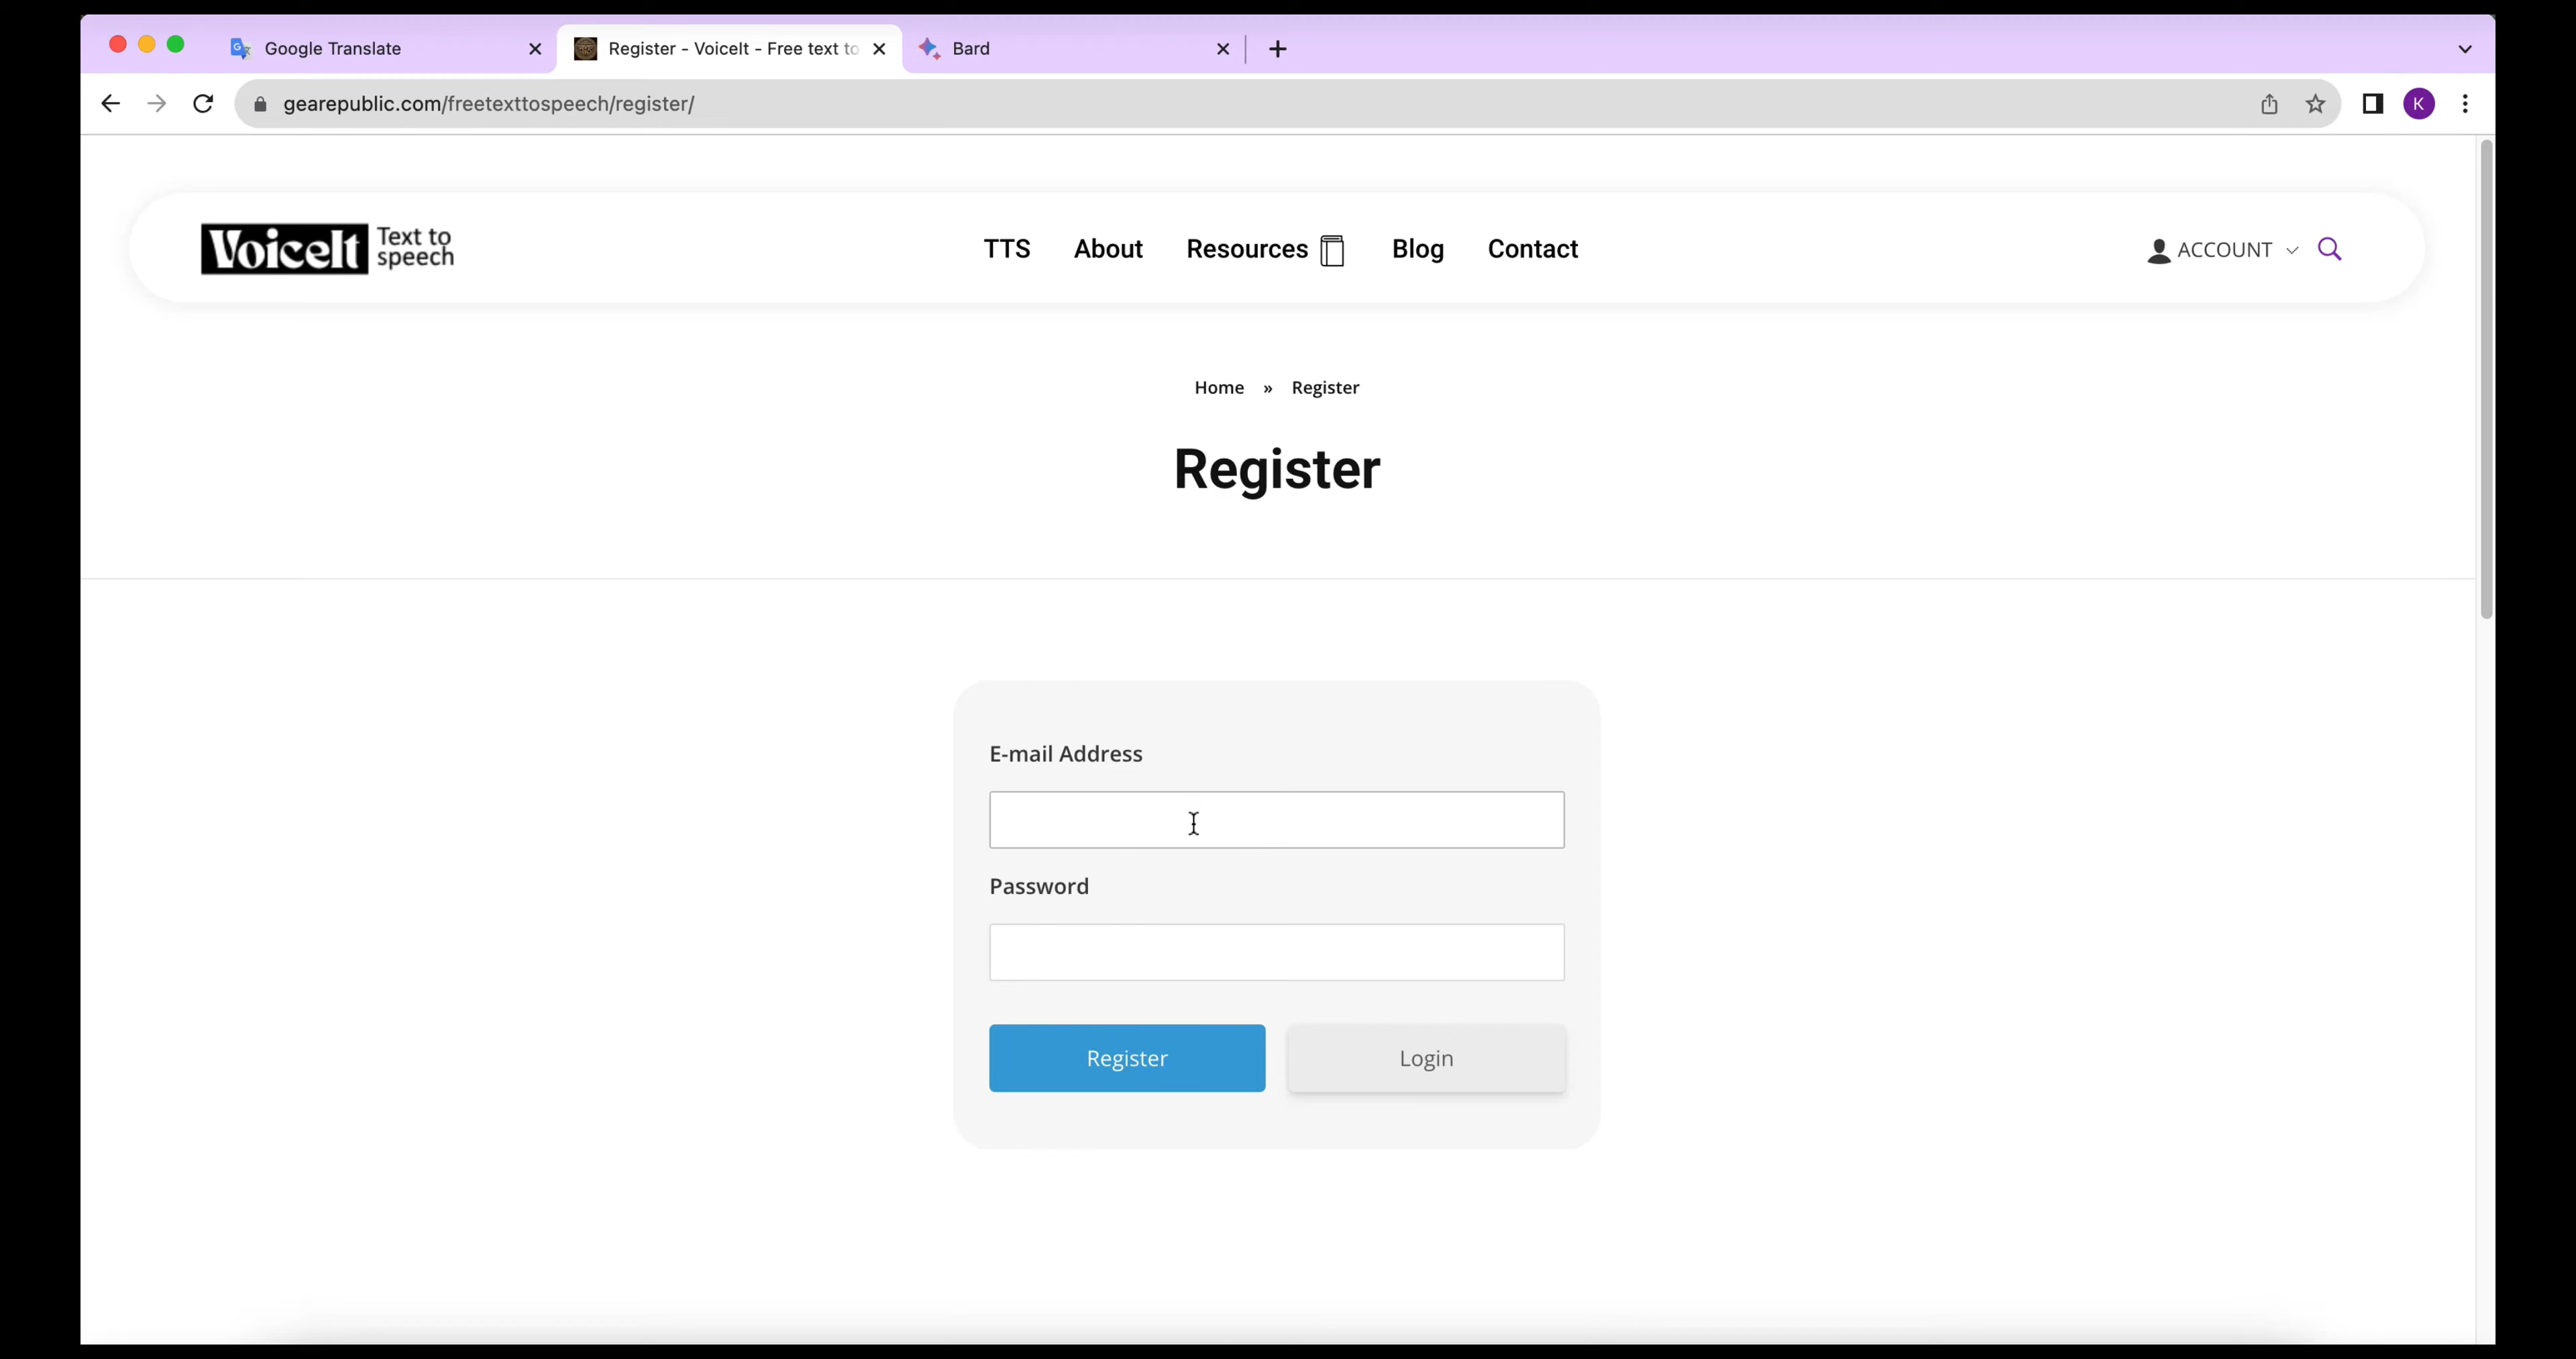 Google Translate
Register - VoiceIt - Free text to
Bard
gearepublic.com/freetexttospeech/register/
K
VoiceIt Text to
speech
TTS About Resources Blog Contact
ACCOUNT
Home » Register
Register
E-mail Address
Password
Register Login